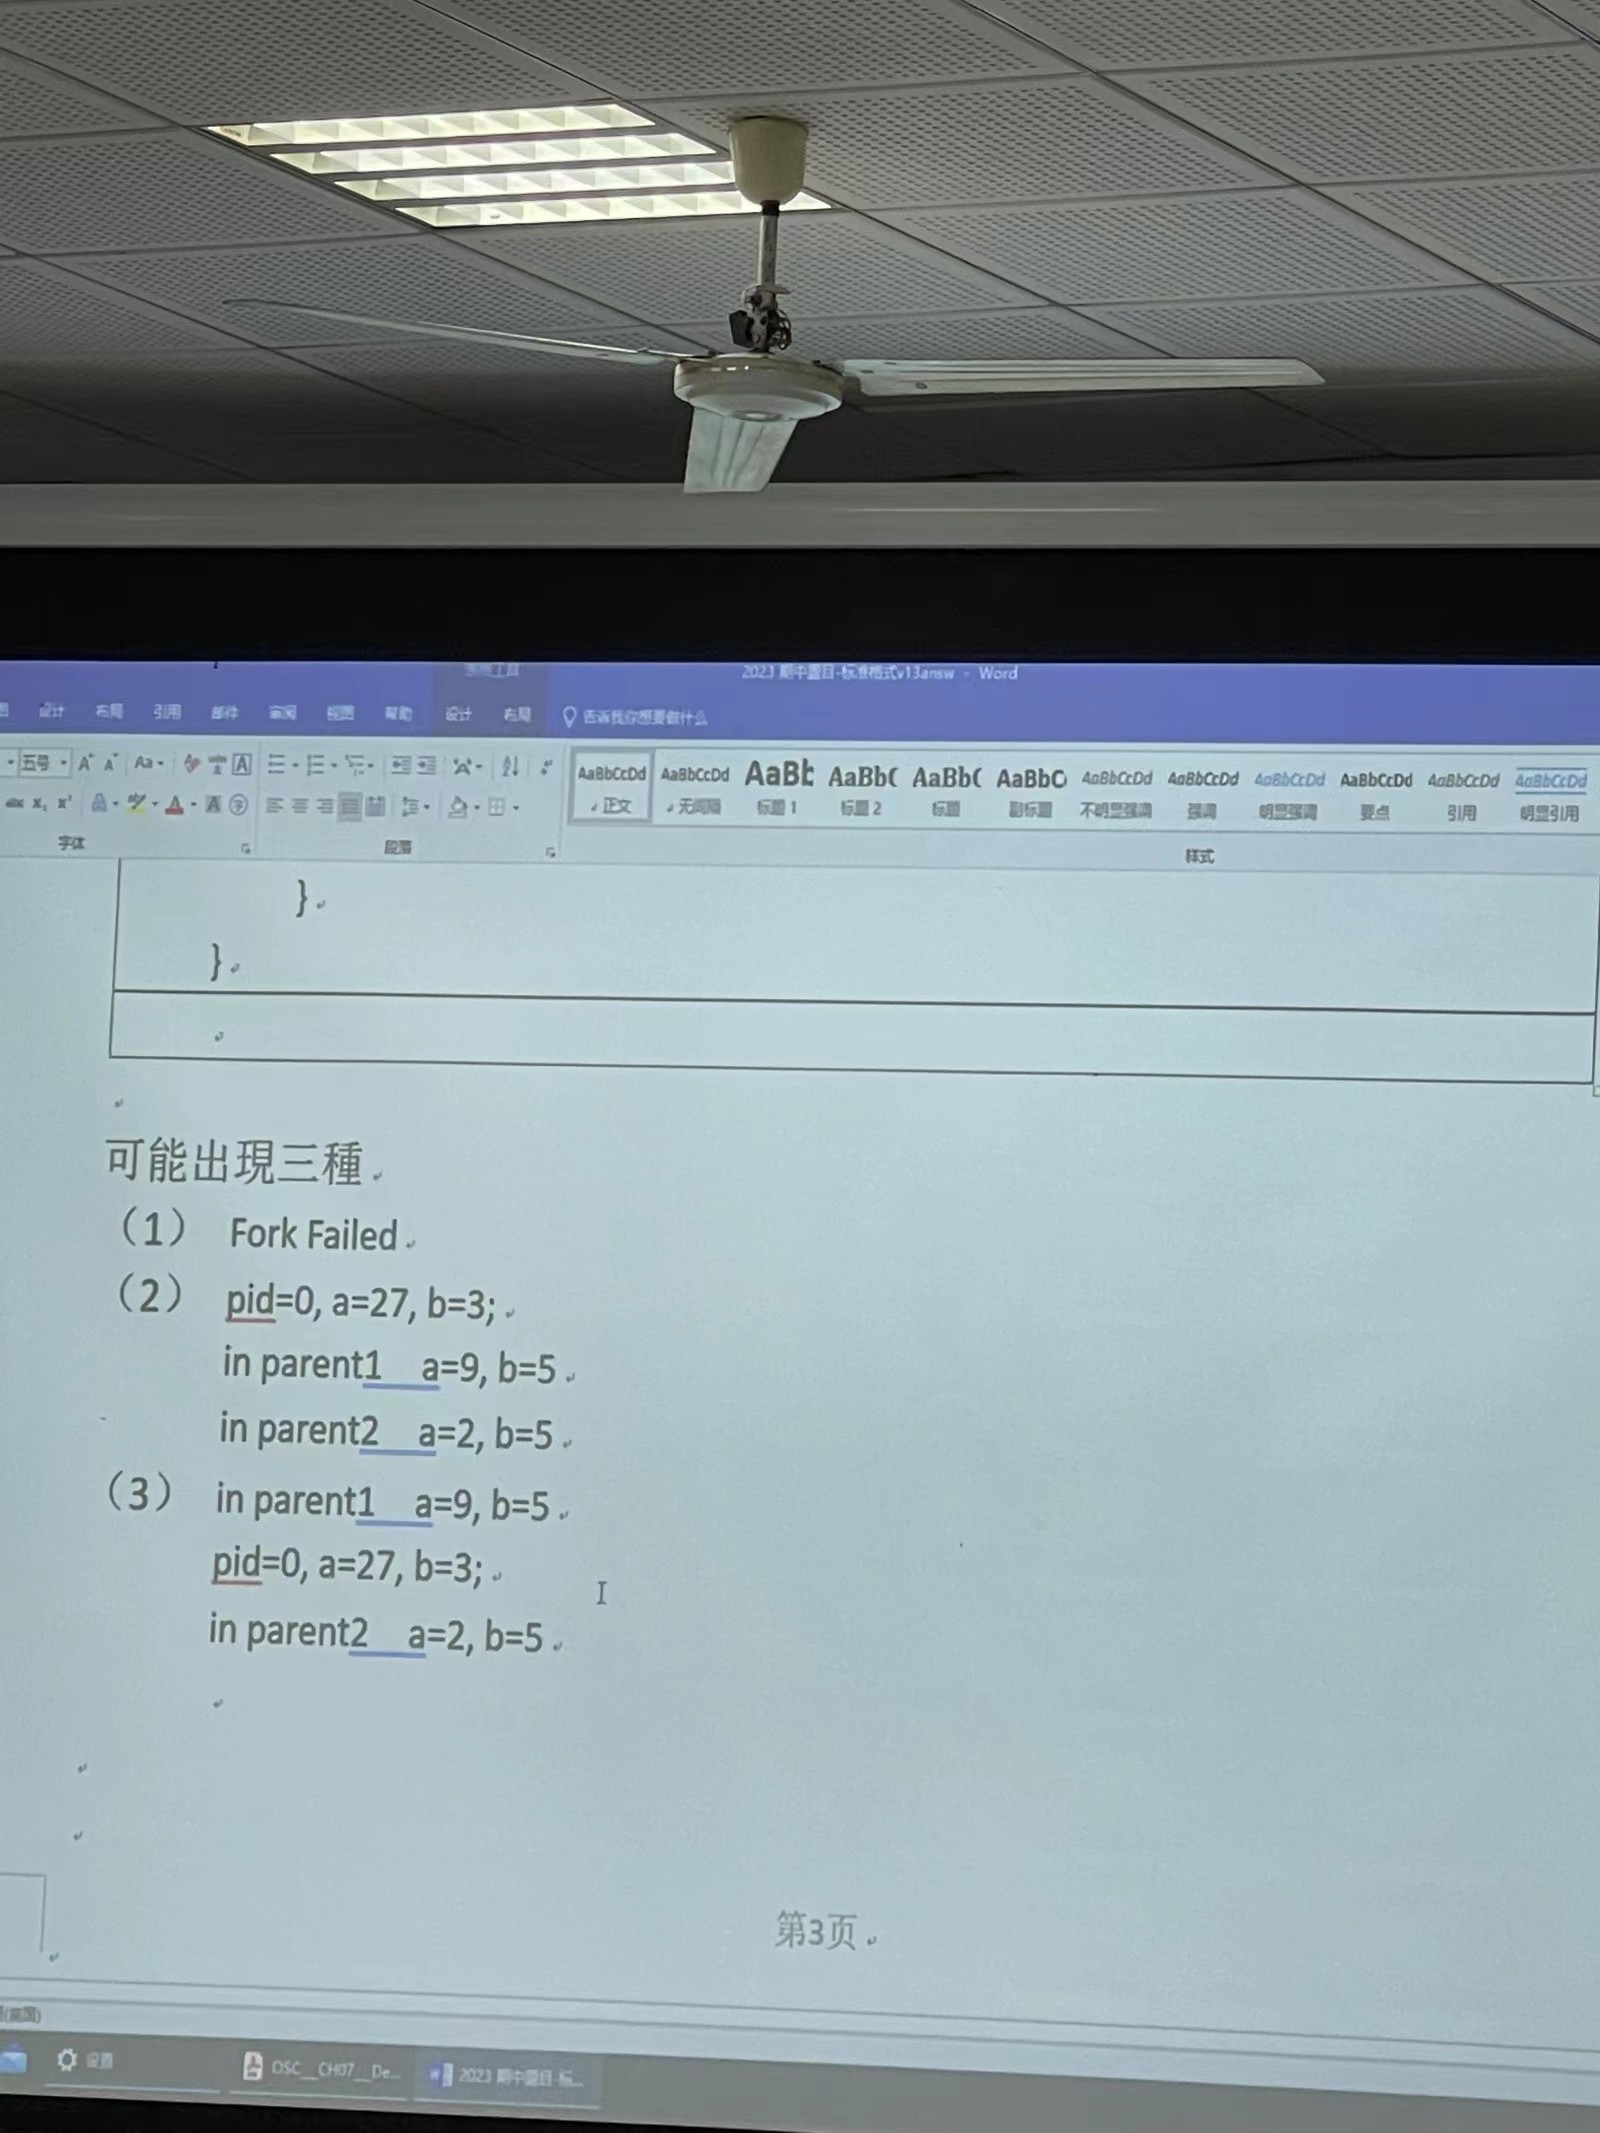 2023 期中题目-标准格式v13answ - Word
设计 布局 引用 邮件 审阅 视图 帮助 设计 布局 告诉我你想要做什么
五号 Aa
AaBbCcDd AaBbCcDd AaBb AaBbC AaBbC AaBbC AaBbCcDd AaBbCcDd AaBbCcDd AaBbCcDd AaBbCcDd AaBbCcDd
正文 无间隔 标题 1 标题 2 标题 副标题 不明显强调 强调 明显强调 要点 引用 明显引用
字体 段落 样式
}
}
可能出現三種
（1） Fork Failed
（2） pid=0, a=27, b=3;
in parent1 a=9, b=5
in parent2 a=2, b=5
（3） in parent1 a=9, b=5
pid=0, a=27, b=3;
in parent2 a=2, b=5
第3页
设置 OSC__CH07__De... 2023 期中题目-标...